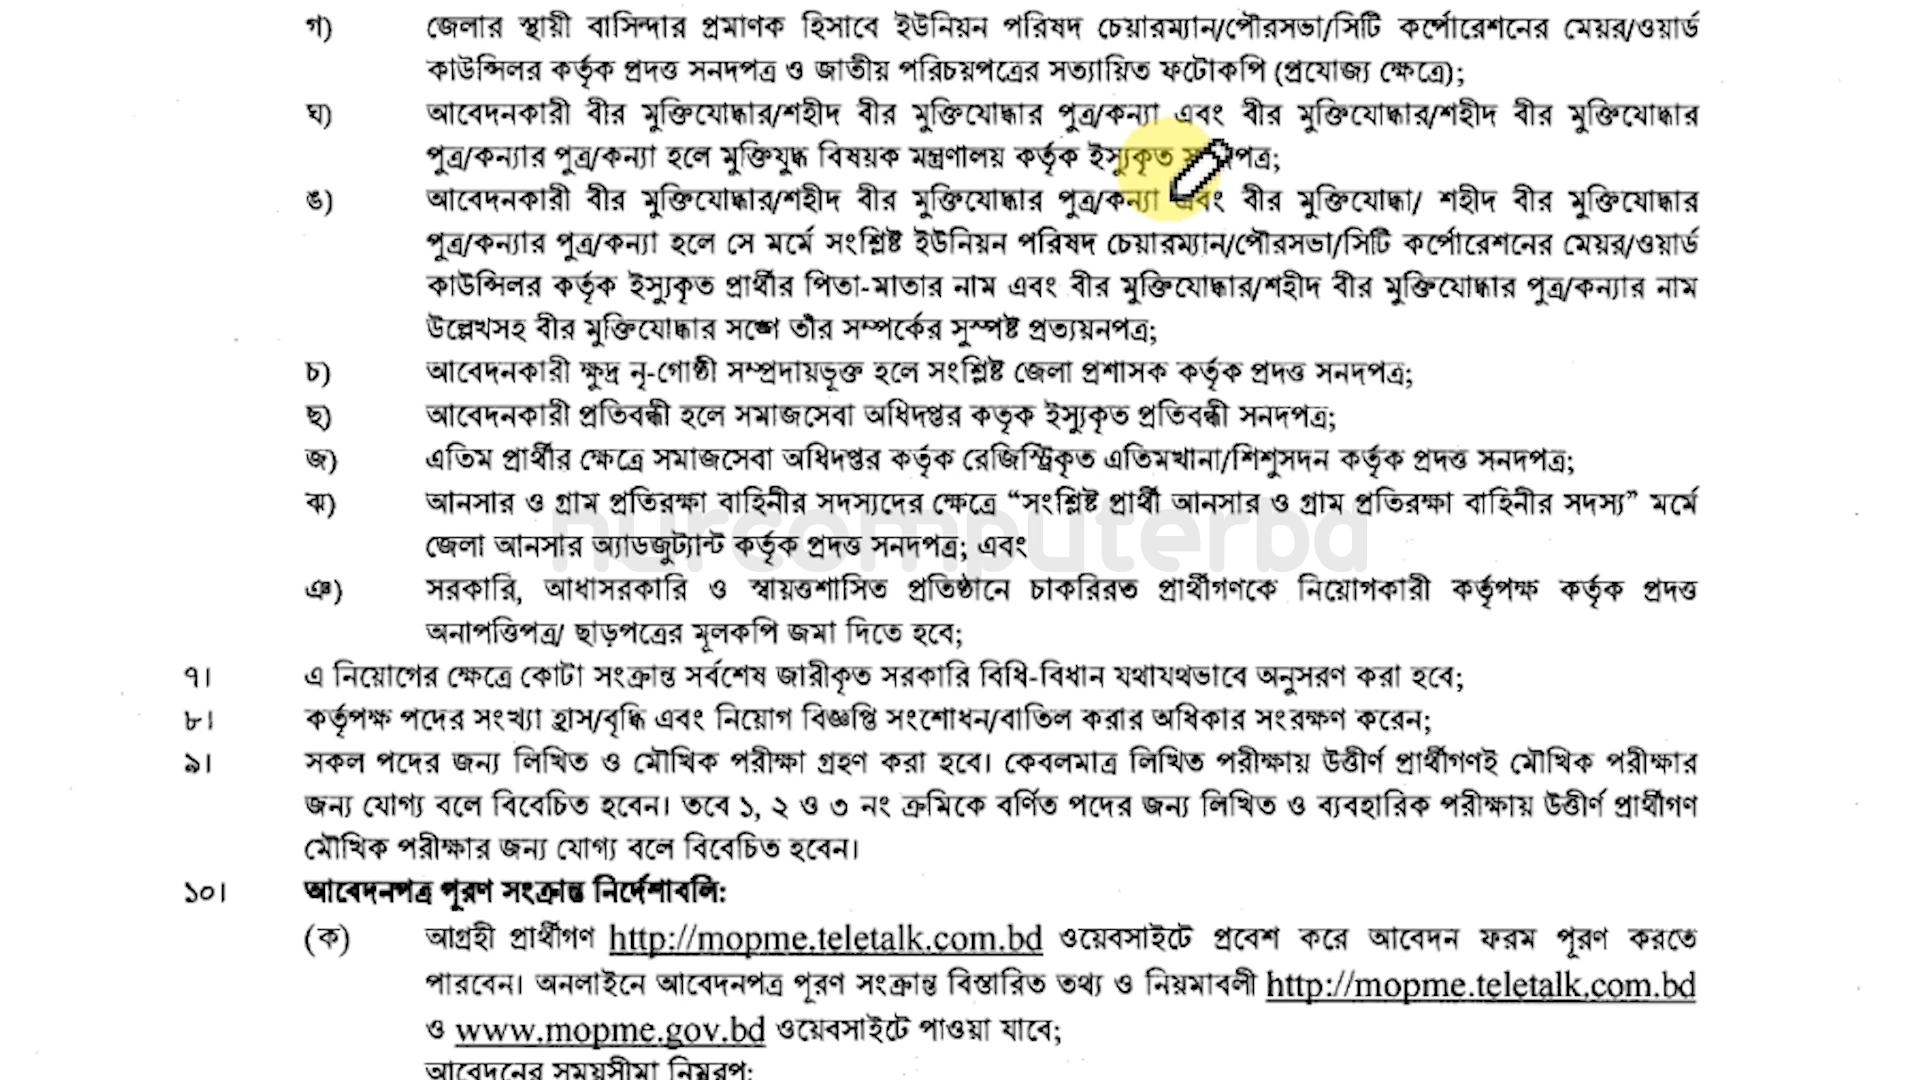 গ) জেলার স্থায়ী বাসিন্দার প্রমাণক হিসাবে ইউনিয়ন পরিষদ চেয়ারম্যান/পৌরসভা/সিটি কর্পোরেশনের মেয়র/ওয়ার্ড
কাউন্সিলর কর্তৃক প্রদত্ত সনদপত্র ও জাতীয় পরিচয়পত্রের সত্যায়িত ফটোকপি (প্রযোজ্য ক্ষেত্রে);
ঘ) আবেদনকারী বীর মুক্তিযোদ্ধার/শহীদ বীর মুক্তিযোদ্ধার পুত্র/কন্যা এবং বীর মুক্তিযোদ্ধার/শহীদ বীর মুক্তিযোদ্ধার
পুত্র/কন্যার পুত্র/কন্যা হলে মুক্তিযুদ্ধ বিষয়ক মন্ত্রণালয় কর্তৃক ইস্যুকৃত সনদপত্র;
ঙ) আবেদনকারী বীর মুক্তিযোদ্ধার/শহীদ বীর মুক্তিযোদ্ধার পুত্র/কন্যা এবং বীর মুক্তিযোদ্ধা/ শহীদ বীর মুক্তিযোদ্ধার
পুত্র/কন্যার পুত্র/কন্যা হলে সে মর্মে সংশ্লিষ্ট ইউনিয়ন পরিষদ চেয়ারম্যান/পৌরসভা/সিটি কর্পোরেশনের মেয়র/ওয়ার্ড
কাউন্সিলর কর্তৃক ইস্যুকৃত প্রার্থীর পিতা-মাতার নাম এবং বীর মুক্তিযোদ্ধার/শহীদ বীর মুক্তিযোদ্ধার পুত্র/কন্যার নাম
উল্লেখসহ বীর মুক্তিযোদ্ধার সঙ্গে তাঁর সম্পর্কের সুস্পষ্ট প্রত্যয়নপত্র;
চ) আবেদনকারী ক্ষুদ্র নৃ-গোষ্ঠী সম্প্রদায়ভূক্ত হলে সংশ্লিষ্ট জেলা প্রশাসক কর্তৃক প্রদত্ত সনদপত্র;
ছ) আবেদনকারী প্রতিবন্ধী হলে সমাজসেবা অধিদপ্তর কতৃক ইস্যুকৃত প্রতিবন্ধী সনদপত্র;
জ) এতিম প্রার্থীর ক্ষেত্রে সমাজসেবা অধিদপ্তর কর্তৃক রেজিস্ট্রিকৃত এতিমখানা/শিশুসদন কর্তৃক প্রদত্ত সনদপত্র;
ঝ) আনসার ও গ্রাম প্রতিরক্ষা বাহিনীর সদস্যদের ক্ষেত্রে “সংশ্লিষ্ট প্রার্থী আনসার ও গ্রাম প্রতিরক্ষা বাহিনীর সদস্য” মর্মে
জেলা আনসার অ্যাডজুট্যান্ট কর্তৃক প্রদত্ত সনদপত্র; এবং
nurcomputerbd
ঞ) সরকারি, আধাসরকারি ও স্বায়ত্তশাসিত প্রতিষ্ঠানে চাকরিরত প্রার্থীগণকে নিয়োগকারী কর্তৃপক্ষ কর্তৃক প্রদত্ত
অনাপত্তিপত্র/ ছাড়পত্রের মূলকপি জমা দিতে হবে;
৭। এ নিয়োগের ক্ষেত্রে কোটা সংক্রান্ত সর্বশেষ জারীকৃত সরকারি বিধি-বিধান যথাযথভাবে অনুসরণ করা হবে;
৮। কর্তৃপক্ষ পদের সংখ্যা হ্রাস/বৃদ্ধি এবং নিয়োগ বিজ্ঞপ্তি সংশোধন/বাতিল করার অধিকার সংরক্ষণ করেন;
৯। সকল পদের জন্য লিখিত ও মৌখিক পরীক্ষা গ্রহণ করা হবে। কেবলমাত্র লিখিত পরীক্ষায় উত্তীর্ণ প্রার্থীগণই মৌখিক পরীক্ষার
জন্য যোগ্য বলে বিবেচিত হবেন। তবে ১, ২ ও ৩ নং ক্রমিকে বর্ণিত পদের জন্য লিখিত ও ব্যবহারিক পরীক্ষায় উত্তীর্ণ প্রার্থীগণ
মৌখিক পরীক্ষার জন্য যোগ্য বলে বিবেচিত হবেন।
১০। আবেদনপত্র পূরণ সংক্রান্ত নির্দেশাবলি:
(ক) আগ্রহী প্রার্থীগণ http://mopme.teletalk.com.bd ওয়েবসাইটে প্রবেশ করে আবেদন ফরম পূরণ করতে
পারবেন। অনলাইনে আবেদনপত্র পূরণ সংক্রান্ত বিস্তারিত তথ্য ও নিয়মাবলী http://mopme.teletalk.com.bd
ও www.mopme.gov.bd ওয়েবসাইটে পাওয়া যাবে;
আবেদনের সময়সীমা নিম্নরূপ: